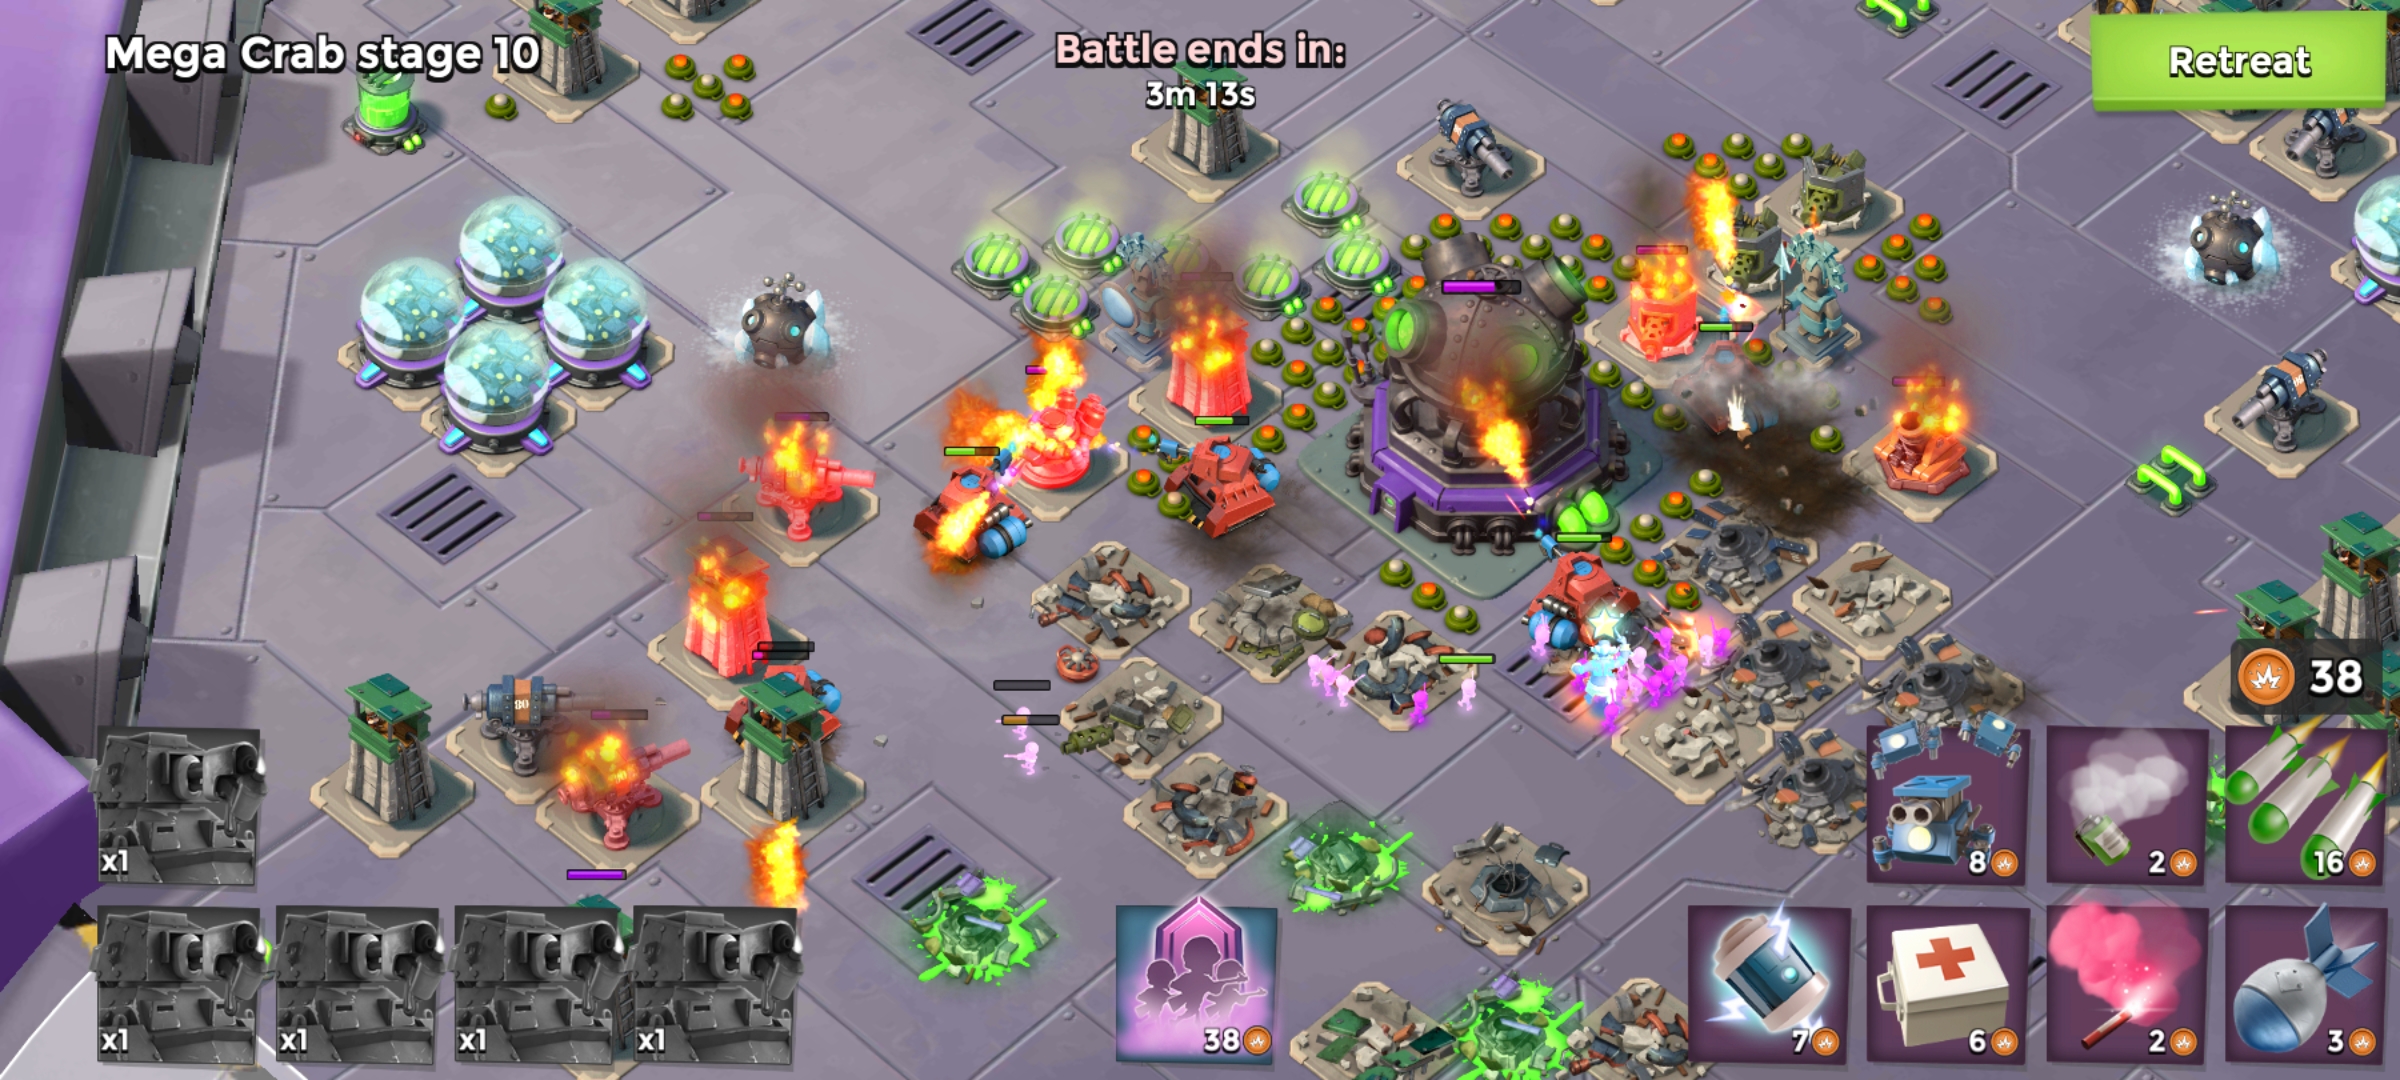 Mega Crab stage 10
Battle ends in:
3m 13s
Retreat
38
x1
8
2
16
x1
x1
x1
x1
38
7
6
2
3